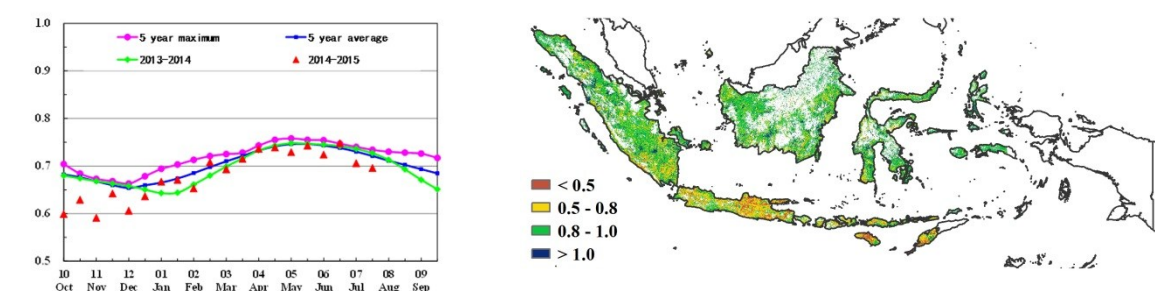 1.0
0.9
0.8
0.7
0.6
0.5
5 year maximum
5 year average
2013-2014
2014-2015
10 11 12 01 02 03 04 05 06 07 08 09
Oct Nov Dec Jan Feb Mar Apr May Jun Jul Aug Sep
< 0.5
0.5 - 0.8
0.8 - 1.0
> 1.0